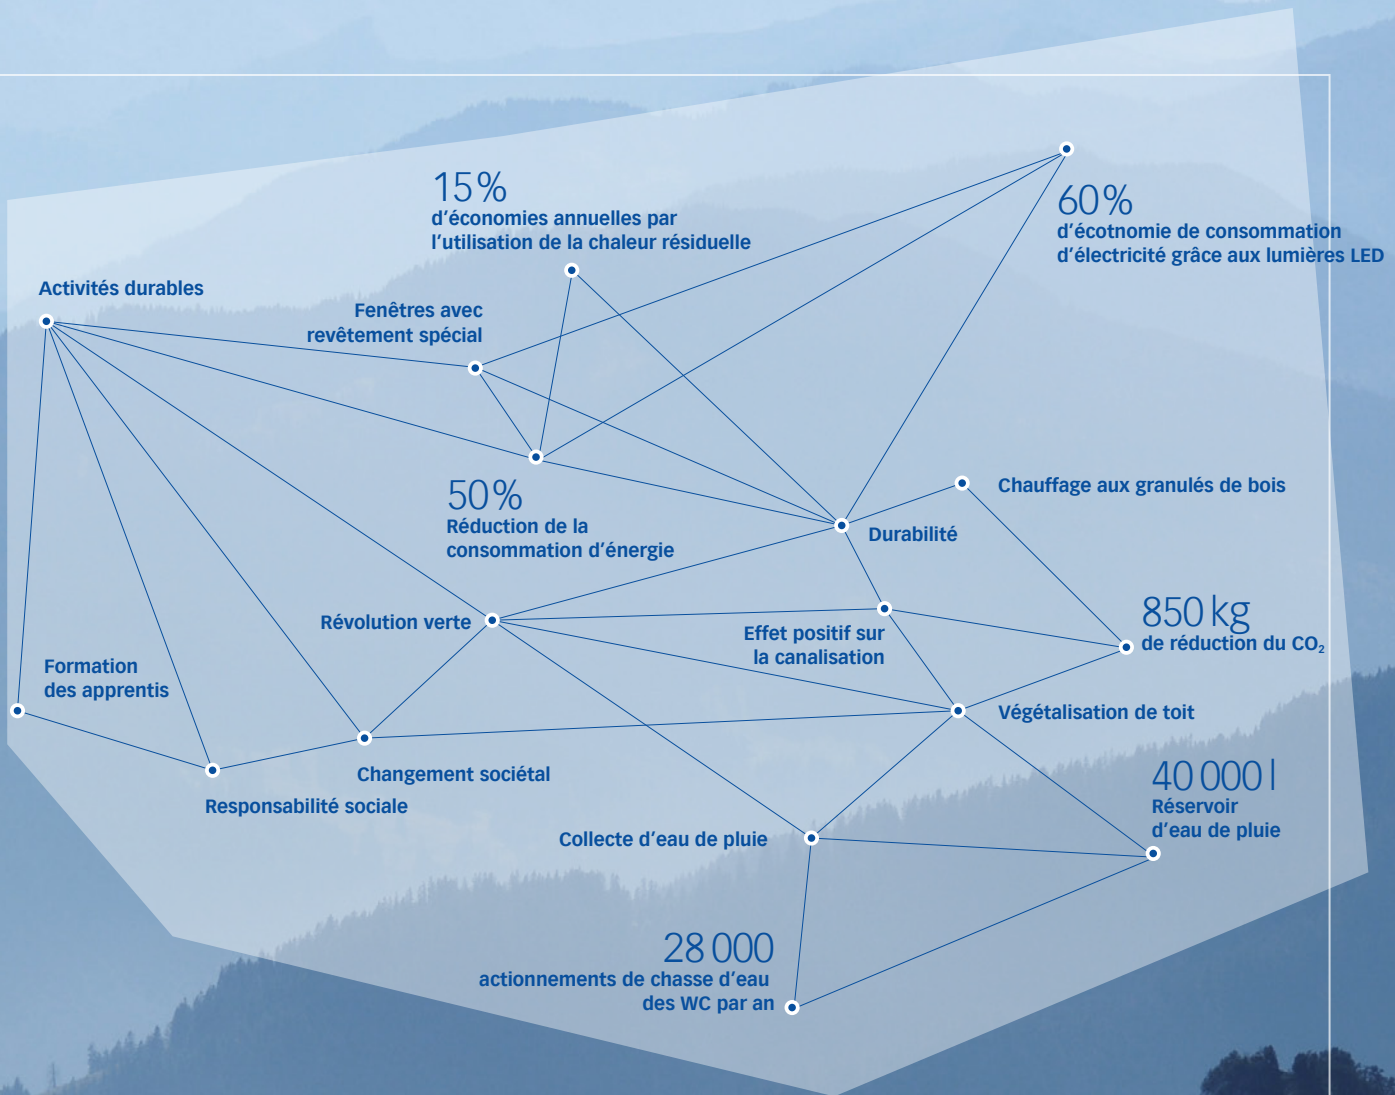 15 %
d'économies annuelles par
l'utilisation de la chaleur résiduelle
60 %
d'écotnomie de consommation
d'électricité grâce aux lumières LED
Activités durables
Fenêtres avec
revêtement spécial
50 %
Réduction de la
consommation d'énergie
Chauffage aux granulés de bois
Durabilité
Révolution verte
Effet positif sur
la canalisation
850 kg
de réduction du CO₂
Formation
des apprentis
Végétalisation de toit
Changement sociétal
Responsabilité sociale
40 000 l
Réservoir
d'eau de pluie
Collecte d'eau de pluie
28 000
actionnements de chasse d'eau
des WC par an